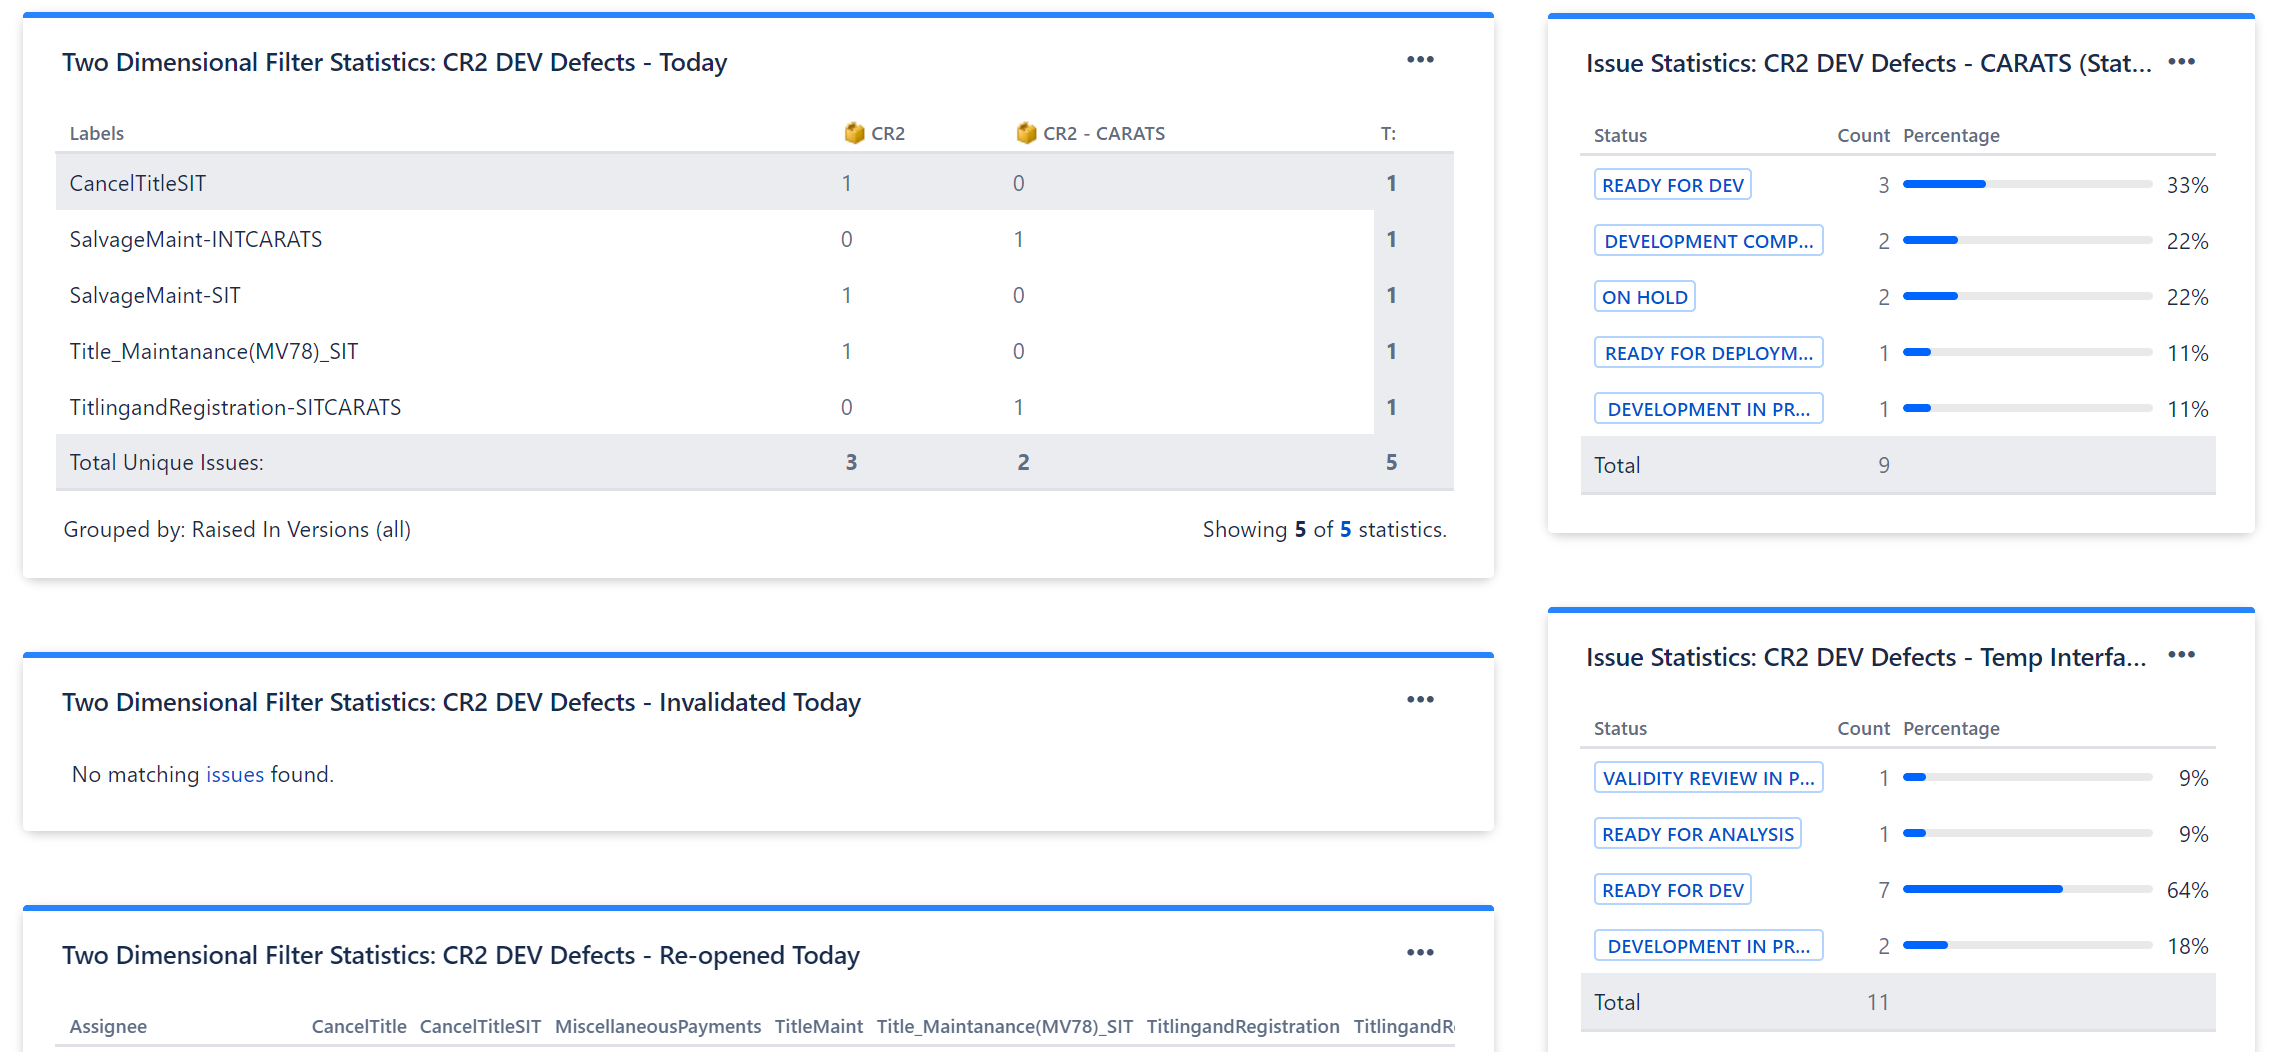 Two Dimensional Filter Statistics: CR2 DEV Defects - Today
Labels CR2 CR2 - CARATS T:
CancelTitleSIT 1 0 1
SalvageMaint-INTCARATS 0 1 1
SalvageMaint-SIT 1 0 1
Title_Maintanance(MV78)_SIT 1 0 1
TitlingandRegistration-SITCARATS 0 1 1
Total Unique Issues: 3 2 5
Grouped by: Raised In Versions (all) Showing 5 of 5 statistics.
Two Dimensional Filter Statistics: CR2 DEV Defects - Invalidated Today
No matching issues found.
Two Dimensional Filter Statistics: CR2 DEV Defects - Re-opened Today
Assignee CancelTitle CancelTitleSIT MiscellaneousPayments TitleMaint Title_Maintanance(MV78)_SIT TitlingandRegistration TitlingandR
Issue Statistics: CR2 DEV Defects - CARATS (Stat...
Status Count Percentage
READY FOR DEV 3 33%
DEVELOPMENT COMP... 2 22%
ON HOLD 2 22%
READY FOR DEPLOYM... 1 11%
DEVELOPMENT IN PR... 1 11%
Total 9
Issue Statistics: CR2 DEV Defects - Temp Interfa...
Status Count Percentage
VALIDITY REVIEW IN P... 1 9%
READY FOR ANALYSIS 1 9%
READY FOR DEV 7 64%
DEVELOPMENT IN PR... 2 18%
Total 11